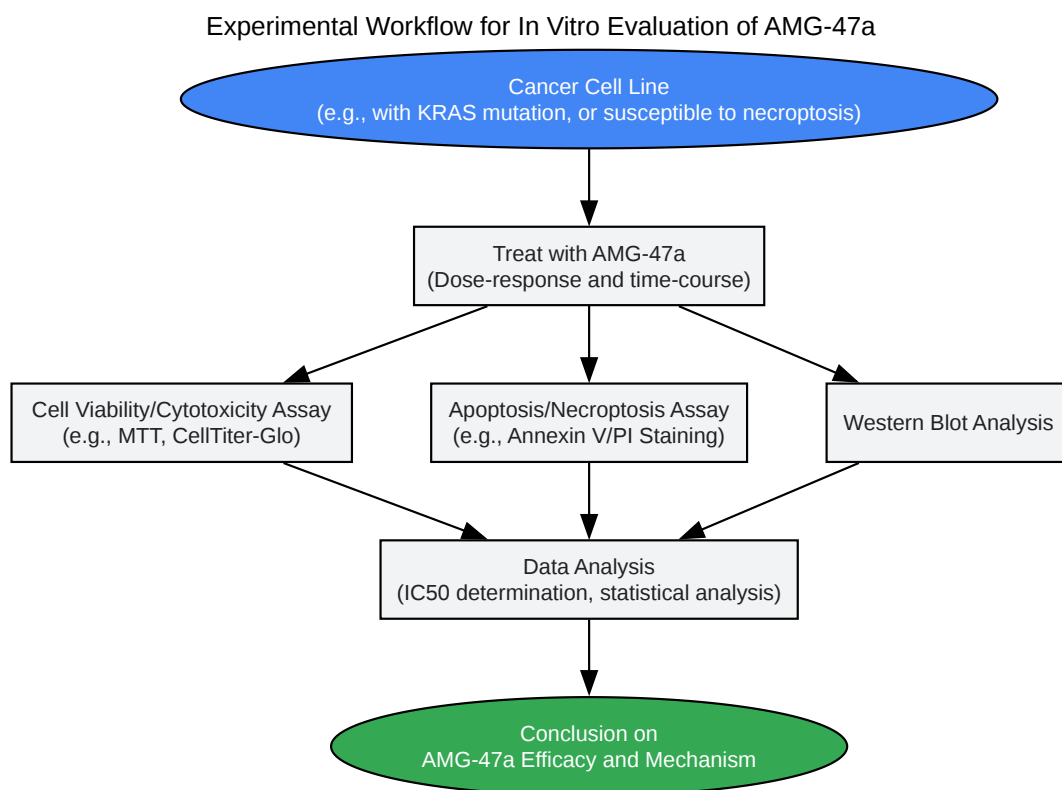 Experimental Workflow for In Vitro Evaluation of AMG-47a
Cancer Cell Line
(e.g., with KRAS mutation, or susceptible to necroptosis)
Treat with AMG-47a
(Dose-response and time-course)
Cell Viability/Cytotoxicity Assay
(e.g., MTT, CellTiter-Glo)
Apoptosis/Necroptosis Assay
(e.g., Annexin V/PI Staining)
Western Blot Analysis
Data Analysis
(IC50 determination, statistical analysis)
Conclusion on
AMG-47a Efficacy and Mechanism